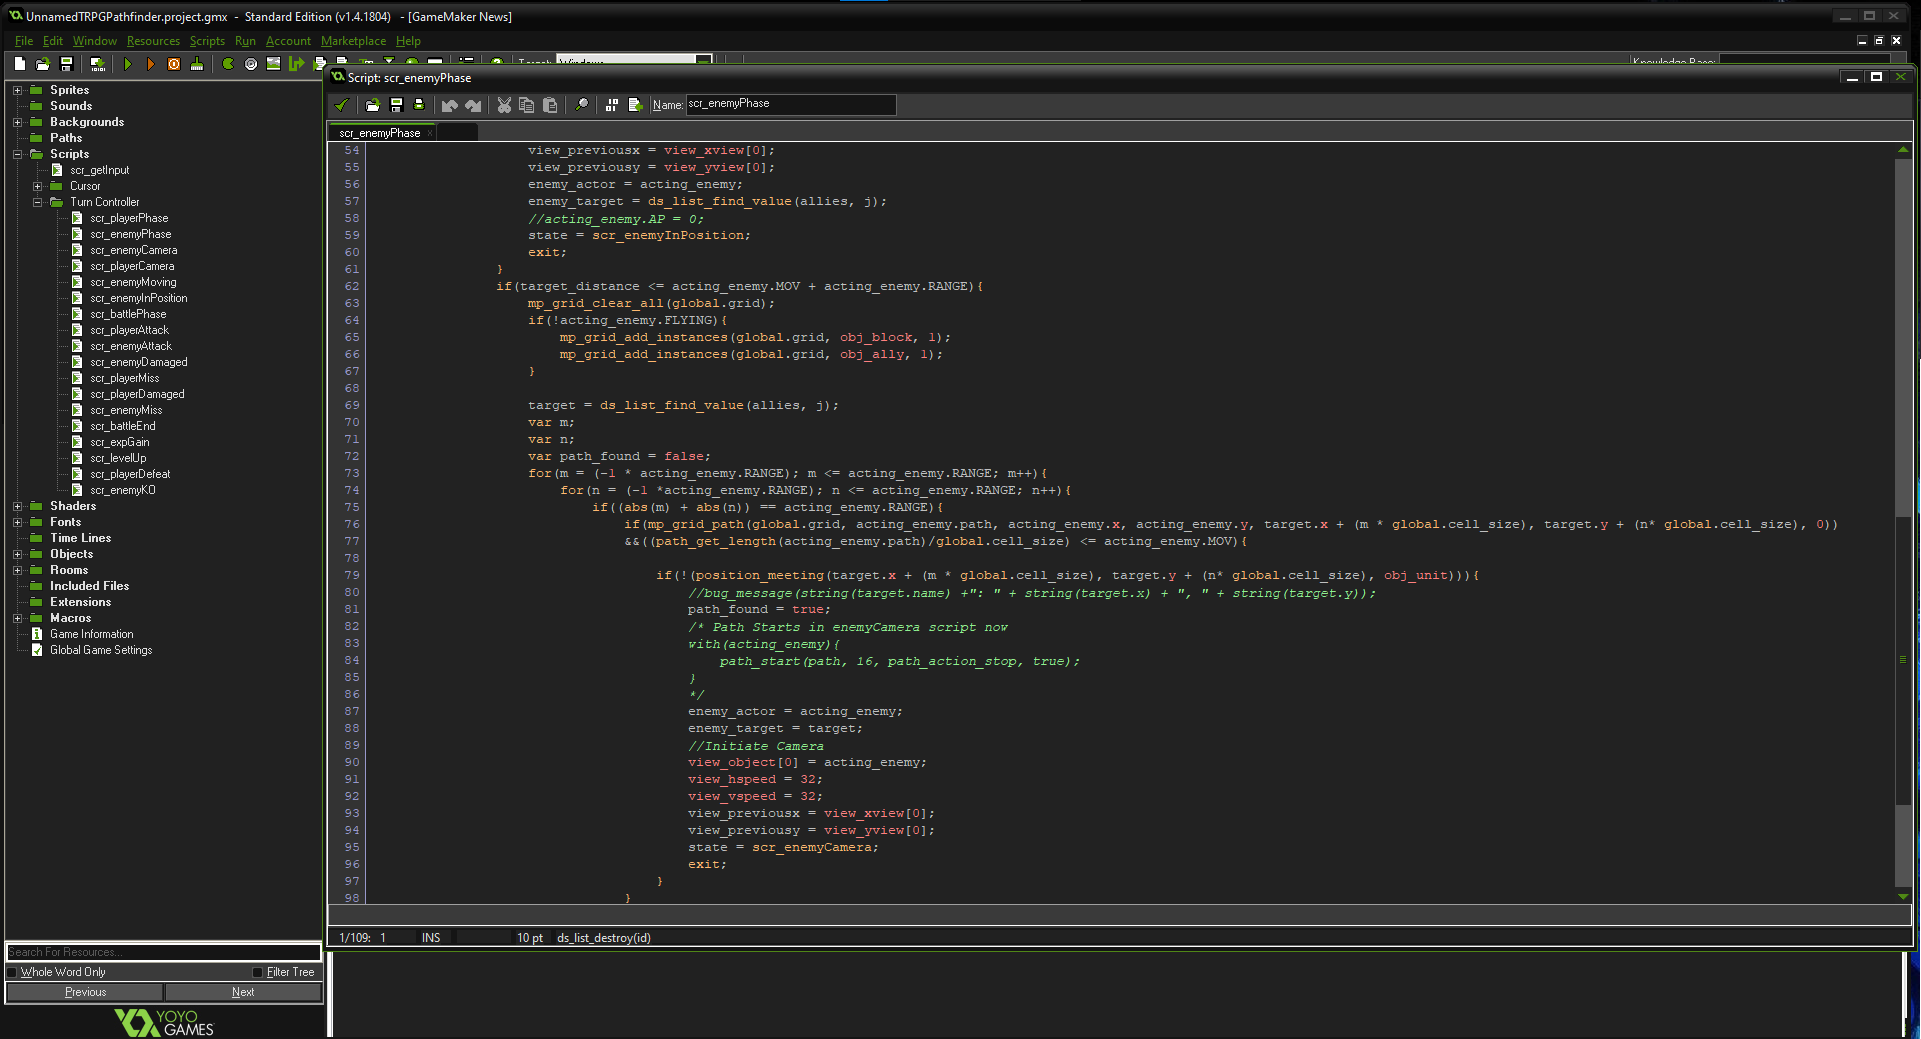 UnnamedTRPGPathfinder.project.gmx - Standard Edition (v1.4.1804) - [GameMaker News]
File Edit Window Resources Scripts Run Account Marketplace Help
Target: Windows
Knowledge Base:
Sprites
Sounds
Backgrounds
Paths
Scripts
scr_getInput
Cursor
Turn Controller
scr_playerPhase
scr_enemyPhase
scr_enemyCamera
scr_playerCamera
scr_enemyMoving
scr_enemyInPosition
scr_battlePhase
scr_playerAttack
scr_enemyAttack
scr_enemyDamaged
scr_playerMiss
scr_playerDamaged
scr_enemyMiss
scr_battleEnd
scr_expGain
scr_levelUp
scr_playerDefeat
scr_enemyKO
Shaders
Fonts
Time Lines
Objects
Rooms
Included Files
Extensions
Macros
Game Information
Global Game Settings
Search For Resources...
Whole Word Only Filter Tree
Previous Next
YOYO
GAMES
Script: scr_enemyPhase
Name: scr_enemyPhase
scr_enemyPhase ×
54 view_previousx = view_xview[0];
55 view_previousy = view_yview[0];
56 enemy_actor = acting_enemy;
57 enemy_target = ds_list_find_value(allies, j);
58 //acting_enemy.AP = 0;
59 state = scr_enemyInPosition;
60 exit;
61 }
62 if(target_distance <= acting_enemy.MOV + acting_enemy.RANGE){
63 mp_grid_clear_all(global.grid);
64 if(!acting_enemy.FLYING){
65 mp_grid_add_instances(global.grid, obj_block, 1);
66 mp_grid_add_instances(global.grid, obj_ally, 1);
67 }
68
69 target = ds_list_find_value(allies, j);
70 var m;
71 var n;
72 var path_found = false;
73 for(m = (-1 * acting_enemy.RANGE); m <= acting_enemy.RANGE; m++){
74 for(n = (-1 *acting_enemy.RANGE); n <= acting_enemy.RANGE; n++){
75 if((abs(m) + abs(n)) == acting_enemy.RANGE){
76 if(mp_grid_path(global.grid, acting_enemy.path, acting_enemy.x, acting_enemy.y, target.x + (m * global.cell_size), target.y + (n* global.cell_size), 0))
77 &&((path_get_length(acting_enemy.path)/global.cell_size) <= acting_enemy.MOV){
78
79 if(!(position_meeting(target.x + (m * global.cell_size), target.y + (n* global.cell_size), obj_unit))){
80 //bug_message(string(target.name) +": " + string(target.x) + ", " + string(target.y));
81 path_found = true;
82 /* Path Starts in enemyCamera script now
83 with(acting_enemy){
84 path_start(path, 16, path_action_stop, true);
85 }
86 */
87 enemy_actor = acting_enemy;
88 enemy_target = target;
89 //Initiate Camera
90 view_object[0] = acting_enemy;
91 view_hspeed = 32;
92 view_vspeed = 32;
93 view_previousx = view_xview[0];
94 view_previousy = view_yview[0];
95 state = scr_enemyCamera;
96 exit;
97 }
98 }
1/109: 1 INS 10 pt ds_list_destroy(id)